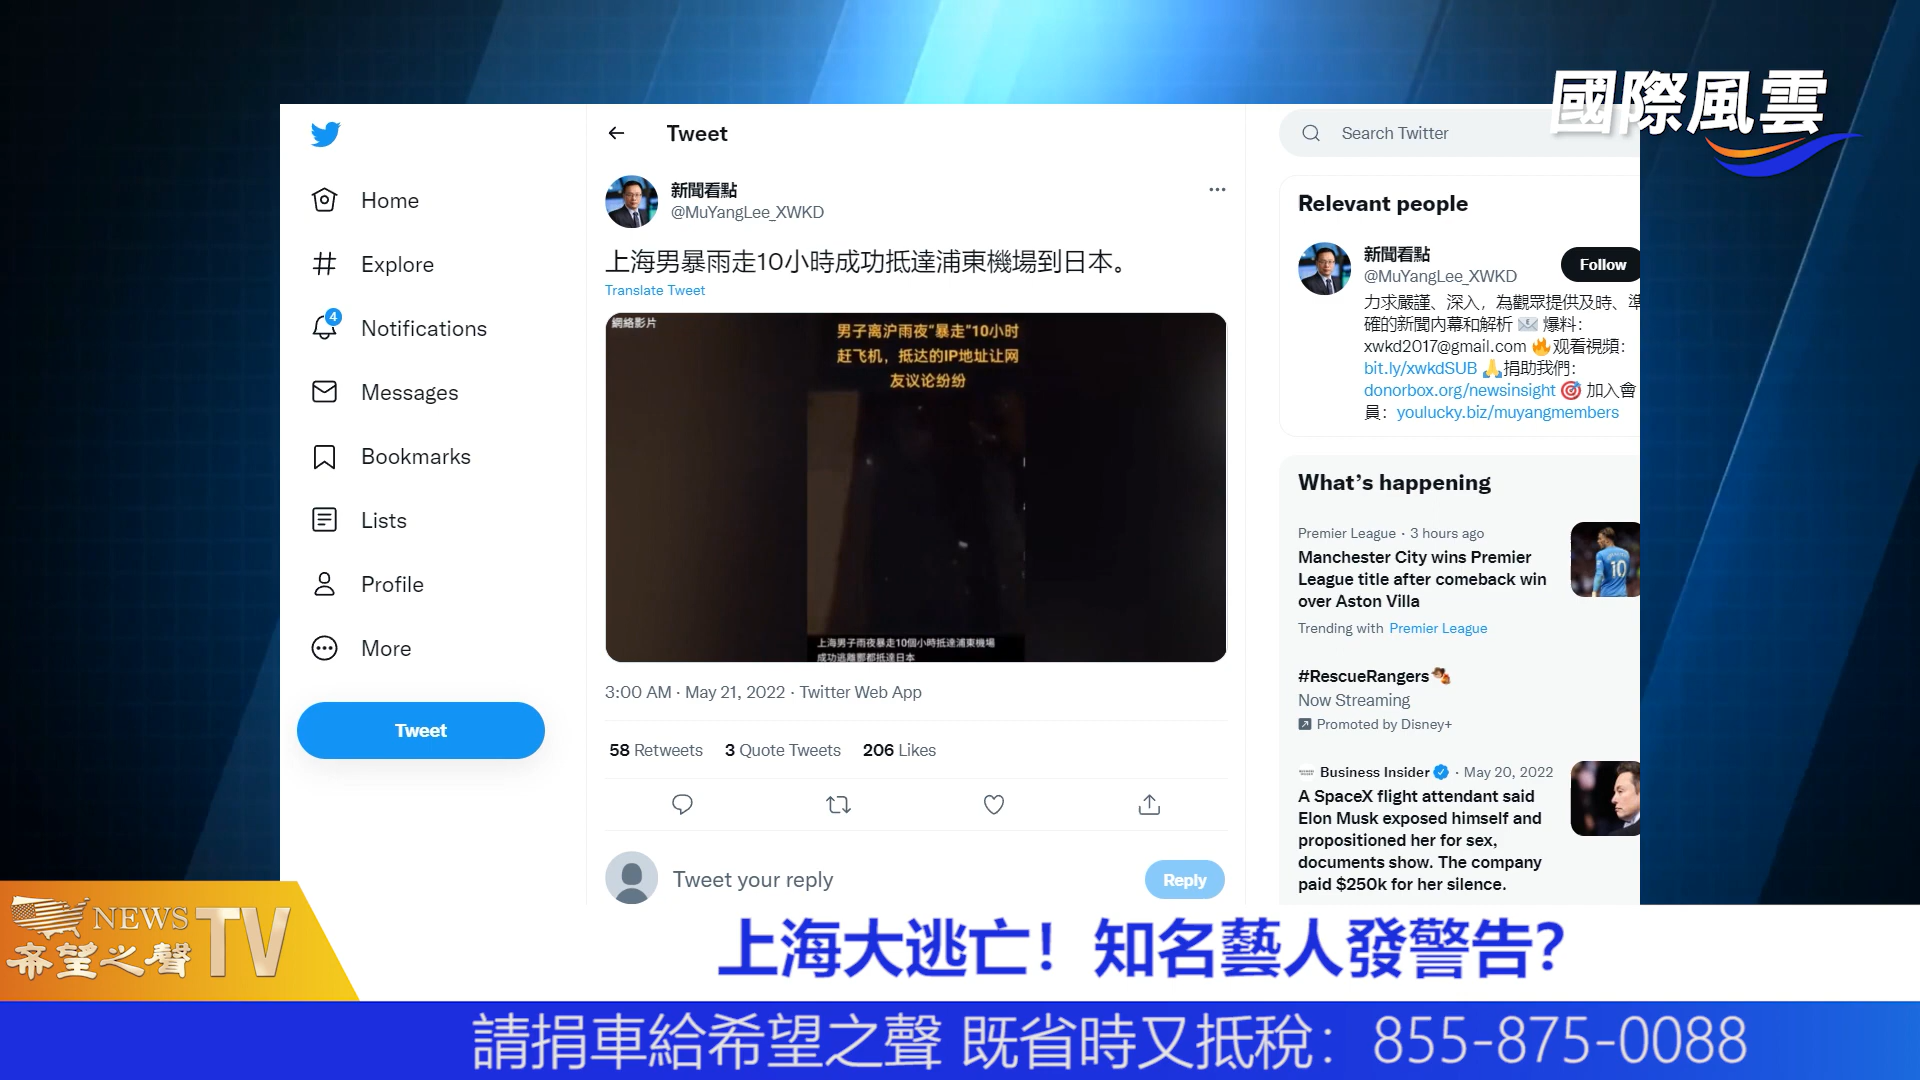 國際風雲
Home
Explore
4
Notifications
Messages
Bookmarks
Lists
Profile
More
Tweet
Tweet
新聞看點
@MuYangLee_XWKD
上海男暴雨走10小時成功抵達浦東機場到日本。
Translate Tweet
網絡影片
男子离沪雨夜“暴走”10小时
赶飞机，抵达的IP地址让网
友议论纷纷
上海男子雨夜暴走10個小時抵達浦東機場
成功逃離酆都抵達日本
3:00 AM · May 21, 2022 · Twitter Web App
58 Retweets 3 Quote Tweets 206 Likes
Tweet your reply
Reply
Search Twitter
Relevant people
新聞看點
@MuYangLee_XWKD
Follow
力求嚴謹、深入，為觀眾提供及時、準
確的新聞內幕和解析 📨 爆料：
xwkd2017@gmail.com 🔥观看視頻：
bit.ly/xwkdSUB 🙏捐助我們：
donorbox.org/newsinsight 🎯 加入會
員： youlucky.biz/muyangmembers
What’s happening
Premier League · 3 hours ago
Manchester City wins Premier
League title after comeback win
over Aston Villa
Trending with Premier League
10
#RescueRangers
Now Streaming
Promoted by Disney+
Business Insider · May 20, 2022
A SpaceX flight attendant said
Elon Musk exposed himself and
propositioned her for sex,
documents show. The company
paid $250k for her silence.
NEWS
希望之聲 TV
上海大逃亡！知名藝人發警告？
請捐車給希望之聲 既省時又抵稅：855-875-0088